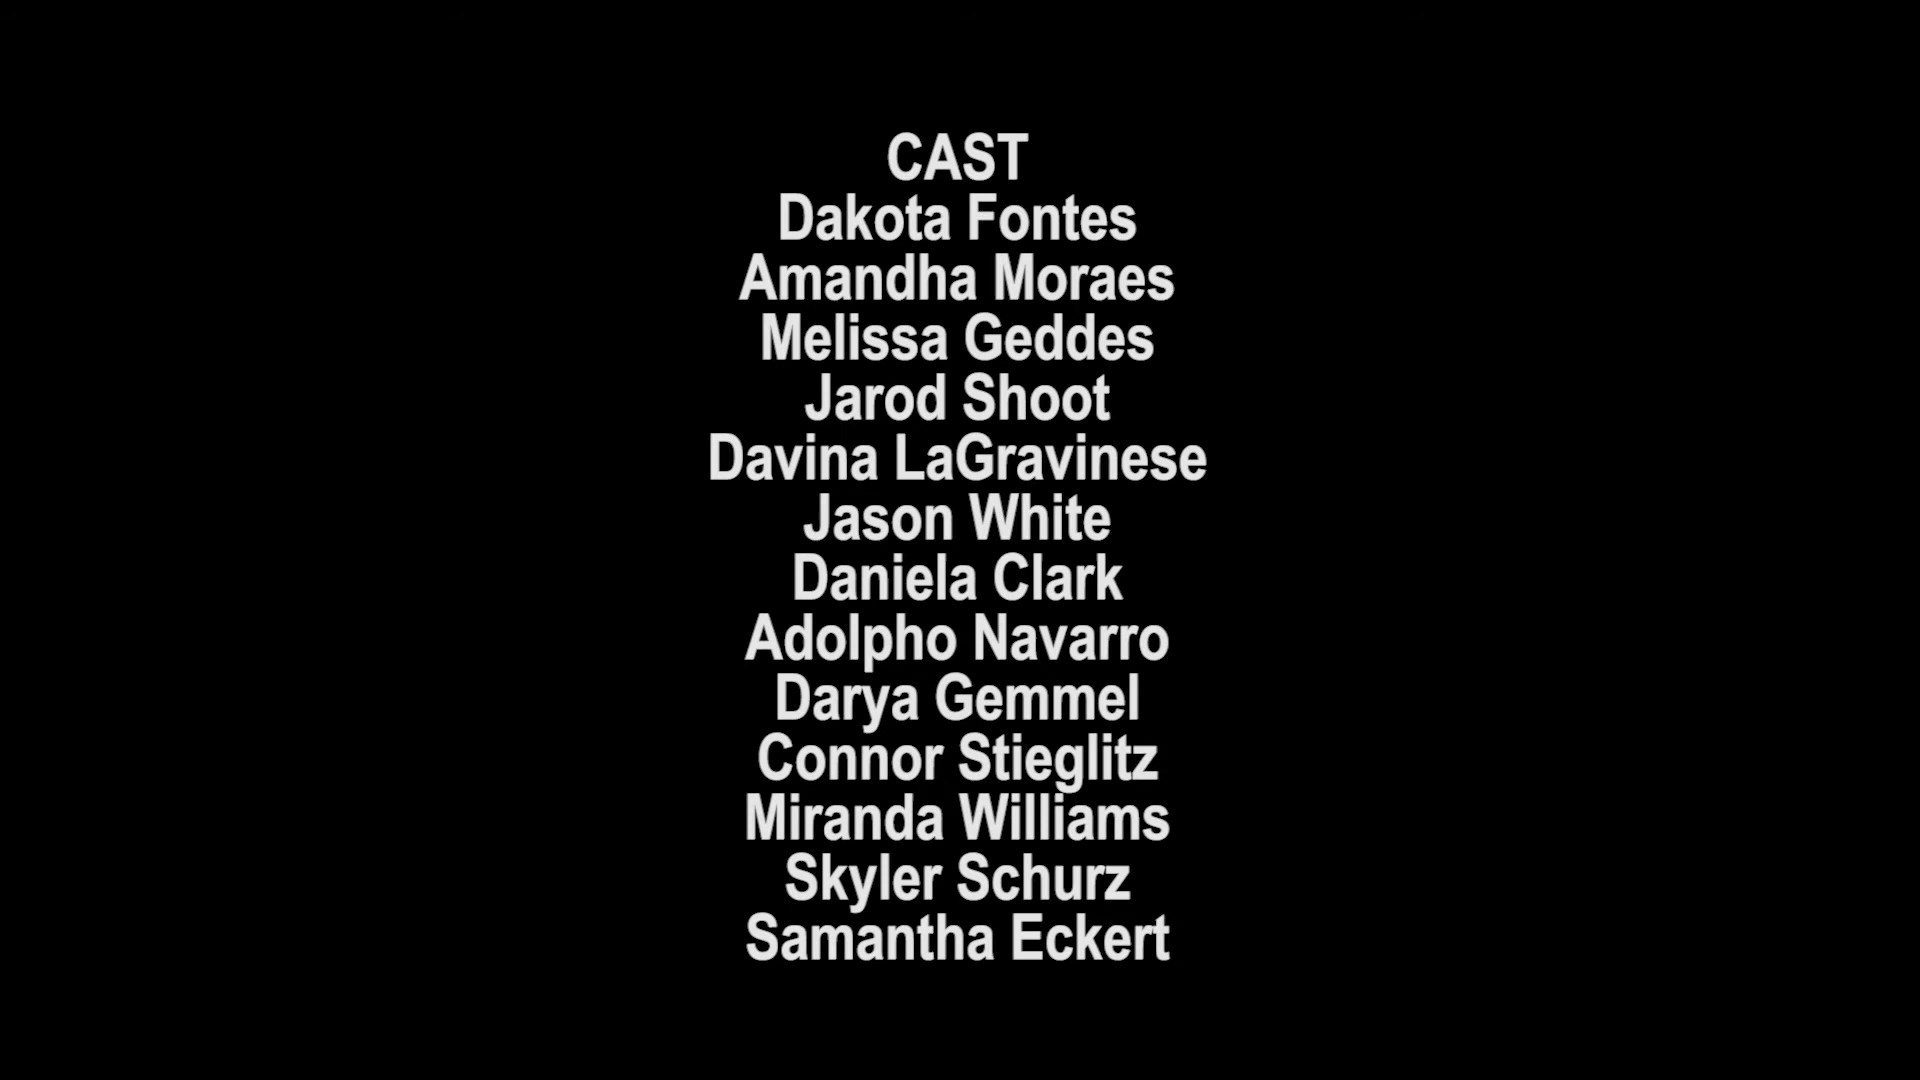 CAST
Dakota Fontes
Amandha Moraes
Melissa Geddes
Jarod Shoot
Davina LaGravinese
Jason White
Daniela Clark
Adolpho Navarro
Darya Gemmel
Connor Stieglitz
Miranda Williams
Skyler Schurz
Samantha Eckert